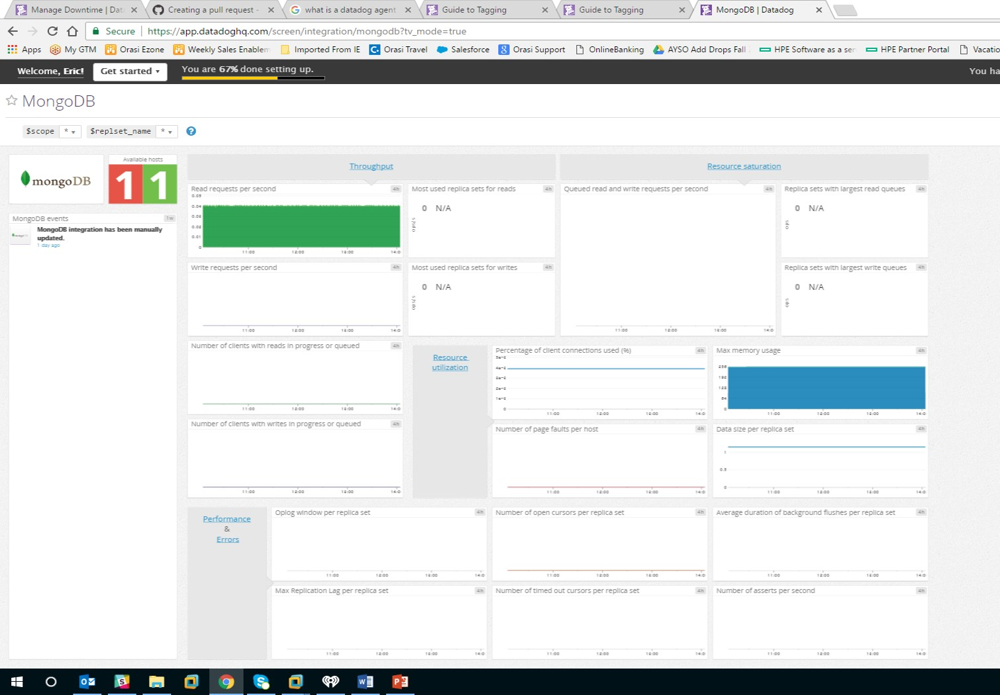 Manage Downtime | Dat
Creating a pull request -
what is a datadog agent
Guide to Tagging
Guide to Tagging
MongoDB | Datadog
Secure
https://app.datadoghq.com/screen/integration/mongodb?tv_mode=true
Apps
My GTM
Orasi Ezone
Weekly Sales Enablem
Imported From IE
Orasi Travel
Salesforce
Orasi Support
OnlineBanking
AYSO Add Drops Fall
HPE Software as a ser
HPE Partner Portal
Vacatio
Welcome, Eric!
Get started
You are 67% done setting up.
You ha
MongoDB
$scope *
$replset_name *
?
mongoDB
Available hosts
1 1
MongoDB events 1w
MongoDB integration has been manually
updated.
1 day ago
Throughput
Read requests per second 4h
0.05
0.04
0.01
0
11:00 12:00 13:00 14:0
Most used replica sets for reads 4h
0 N/A
ops/s
Write requests per second 4h
11:00 12:00 13:00 14:0
Most used replica sets for writes 4h
0 N/A
ops/s
Number of clients with reads in progress or queued 4h
11:00 12:00 13:00 14:0
Number of clients with writes in progress or queued 4h
11:00 12:00 13:00 14:0
Resource saturation
Queued read and write requests per second 4h
11:00 12:00 13:00 14:0
Replica sets with largest read queues 4h
0 N/A
ops
Replica sets with largest write queues 4h
0 N/A
ops
Resource
utilization
Percentage of client connections used (%) 4h
0
11:00 12:00 13:00 14:0
Max memory usage 4h
256
192
128
64
0
11:00 12:00 13:00 14:0
Number of page faults per host 4h
11:00 12:00 13:00 14:0
Data size per replica set 4h
1
0.5
0
11:00 12:00 13:00 14:0
Performance
&
Errors
Oplog window per replica set 4h
11:00 12:00 13:00 14:0
Number of open cursors per replica set 4h
11:00 12:00 13:00 14:0
Average duration of background flushes per replica set 4h
11:00 12:00 13:00 14:0
Max Replication Lag per replica set 4h
11:00 12:00 13:00 14:0
Number of timed out cursors per replica set 4h
11:00 12:00 13:00 14:0
Number of asserts per second 4h
11:00 12:00 13:00 14:0